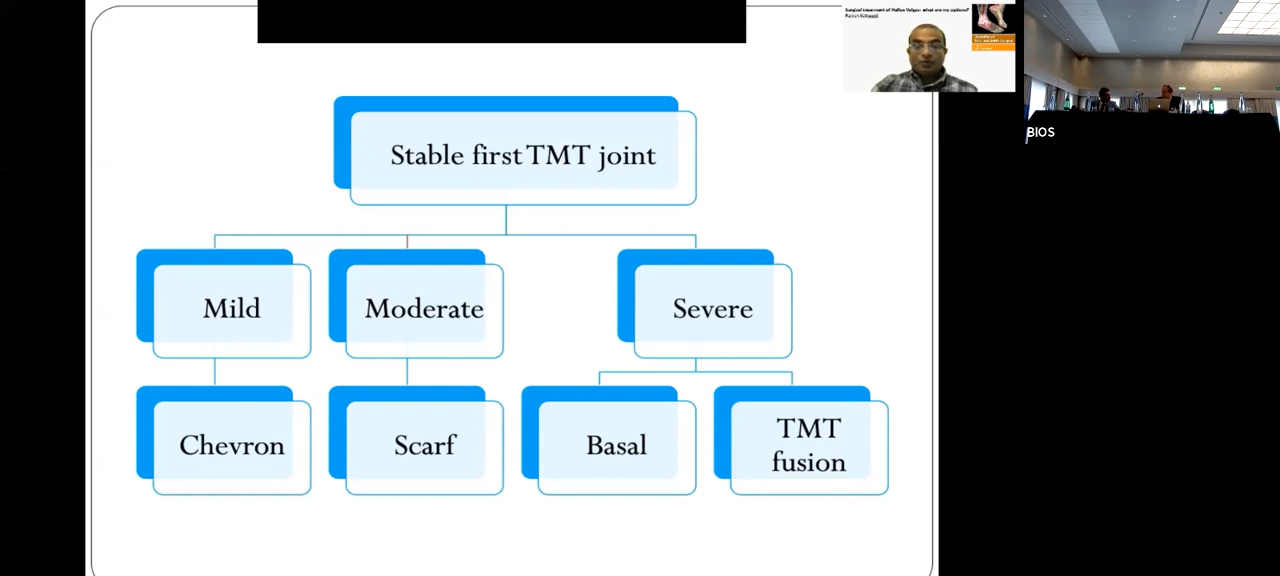 Surgical treatment of Hallux Valgus: what are my options?
Stable first TMT joint
Mild
Moderate
Severe
Chevron
Scarf
Basal
TMT
fusion
BIOS